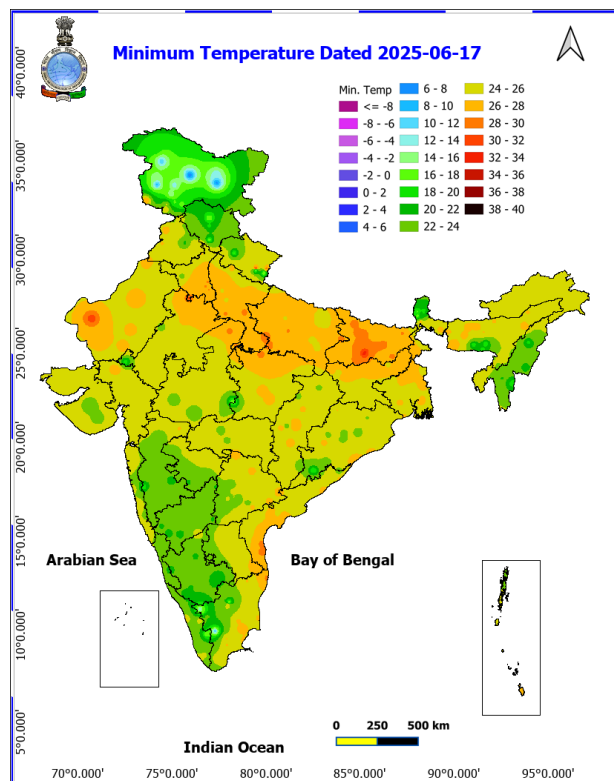 Minimum Temperature Dated 2025-06-17
Min. Temp
<= -8
-8 - -6
-6 - -4
-4 - -2
-2 - 0
0 - 2
2 - 4
4 - 6
6 - 8
8 - 10
10 - 12
12 - 14
14 - 16
16 - 18
18 - 20
20 - 22
22 - 24
24 - 26
26 - 28
28 - 30
30 - 32
32 - 34
34 - 36
36 - 38
38 - 40
40°0.000'
35°0.000'
30°0.000'
25°0.000'
20°0.000'
15°0.000'
10°0.000'
5°0.000'
Arabian Sea
Bay of Bengal
Indian Ocean
0 250 500 km
70°0.000' 75°0.000' 80°0.000' 85°0.000' 90°0.000' 95°0.000'